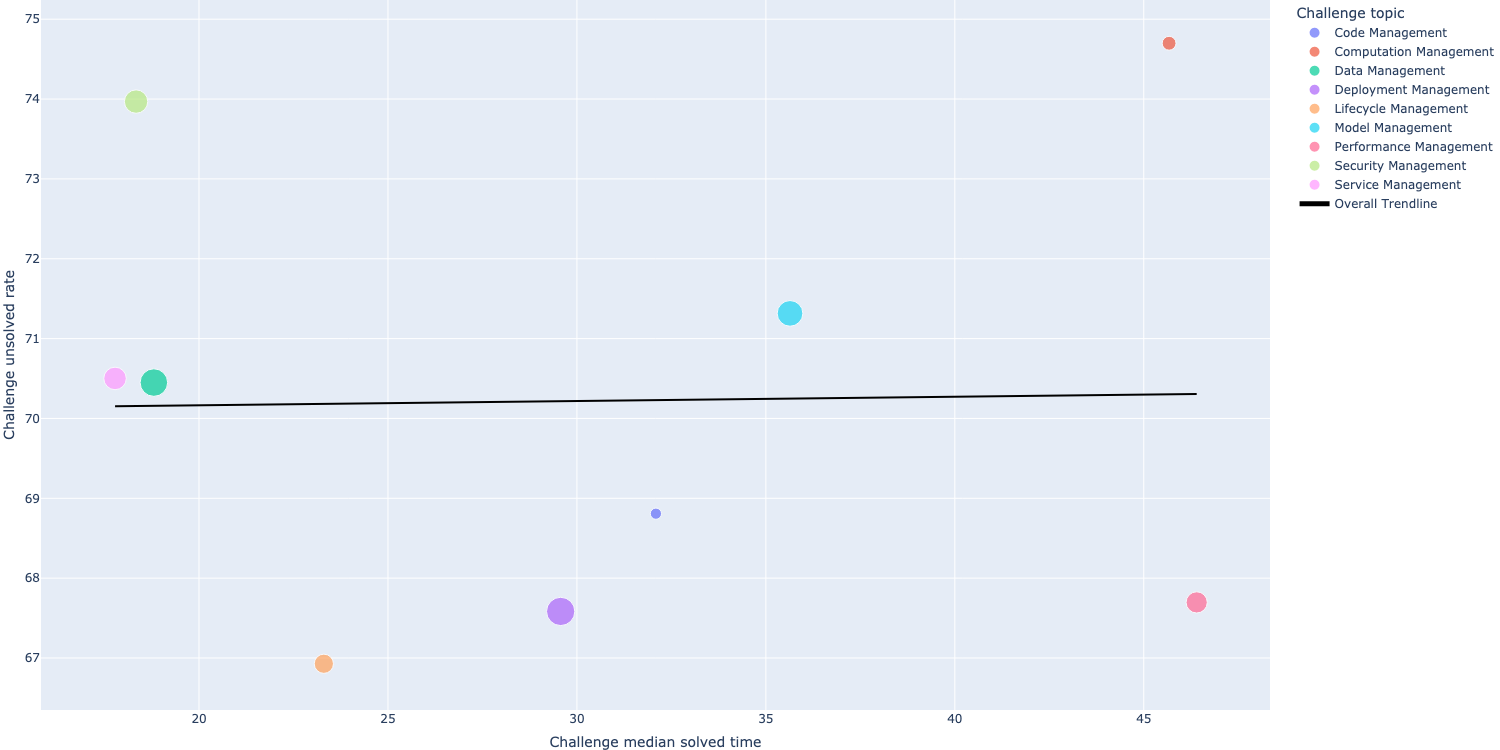 75
74
73
72
71
70
69
68
67
Challenge unsolved rate
20
25
30
35
40
45
Challenge median solved time
Challenge topic
Code Management
Computation Management
Data Management
Deployment Management
Lifecycle Management
Model Management
Performance Management
Security Management
Service Management
Overall Trendline